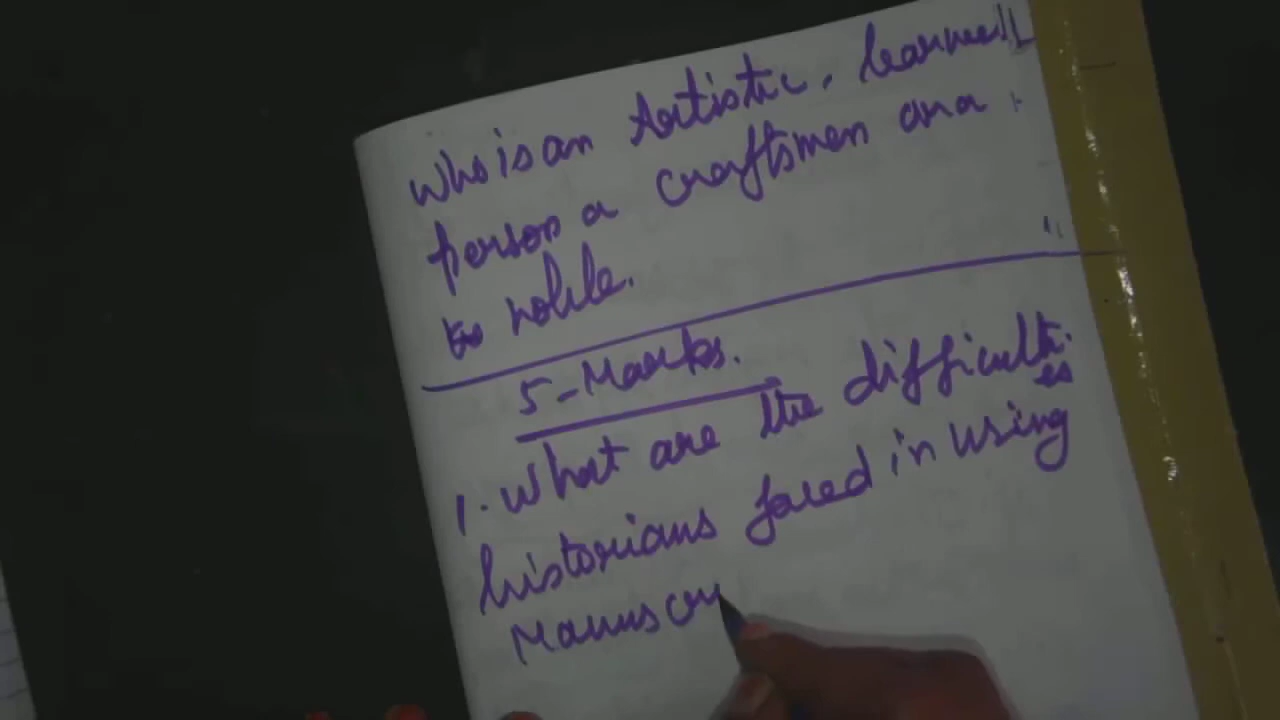 Who is an Artistic, learned
person a craftsmen and
to noble.
5-Marks.
1. What are the difficulties
historians faced in using
Manuscri